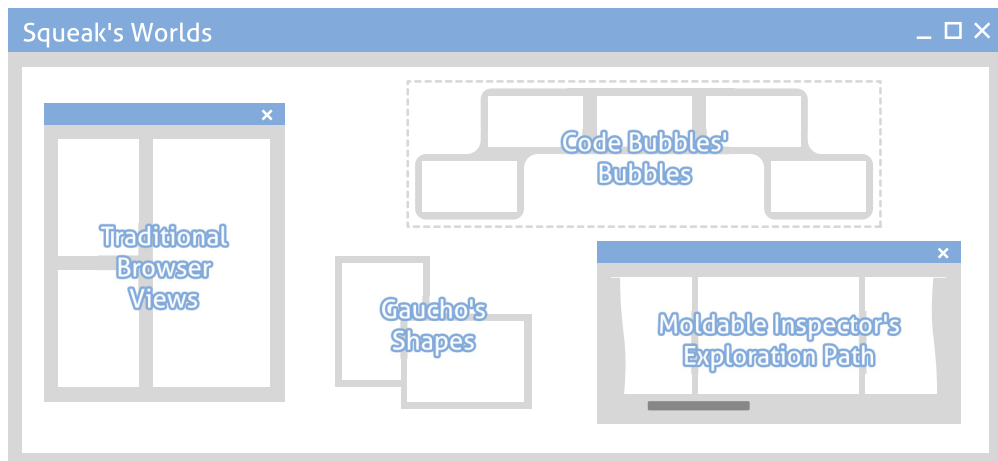 Squeak's Worlds
Code Bubbles'
Bubbles
Traditional
Browser
Views
Gaucho's
Shapes
Moldable Inspector's
Exploration Path